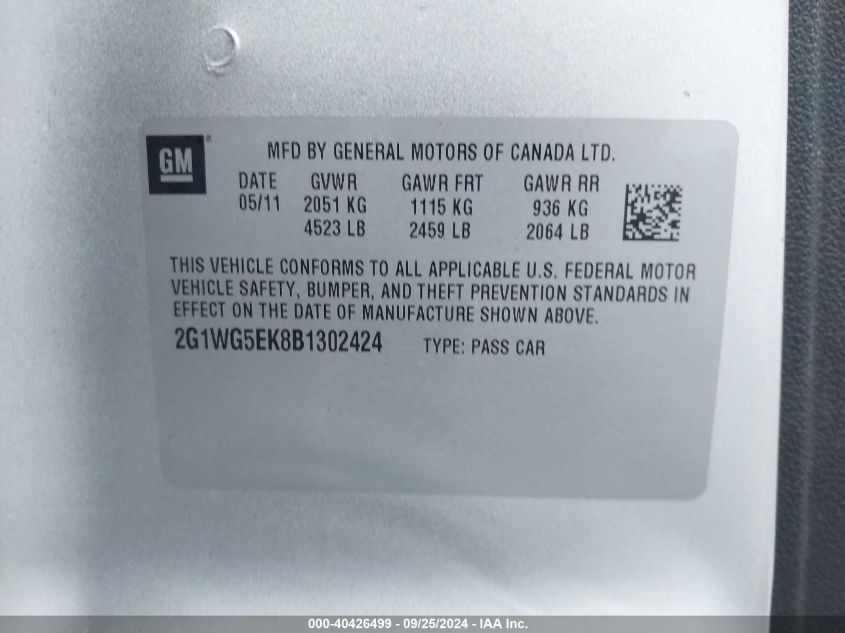 GM ®
MFD BY GENERAL MOTORS OF CANADA LTD.
DATE GVWR GAWR FRT GAWR RR
05/11 2051 KG 1115 KG 936 KG
4523 LB 2459 LB 2064 LB
THIS VEHICLE CONFORMS TO ALL APPLICABLE U.S. FEDERAL MOTOR
VEHICLE SAFETY, BUMPER, AND THEFT PREVENTION STANDARDS IN
EFFECT ON THE DATE OF MANUFACTURE SHOWN ABOVE.
2G1WG5EK8B1302424 TYPE: PASS CAR
000-40426499 - 09/25/2024 - IAA Inc.